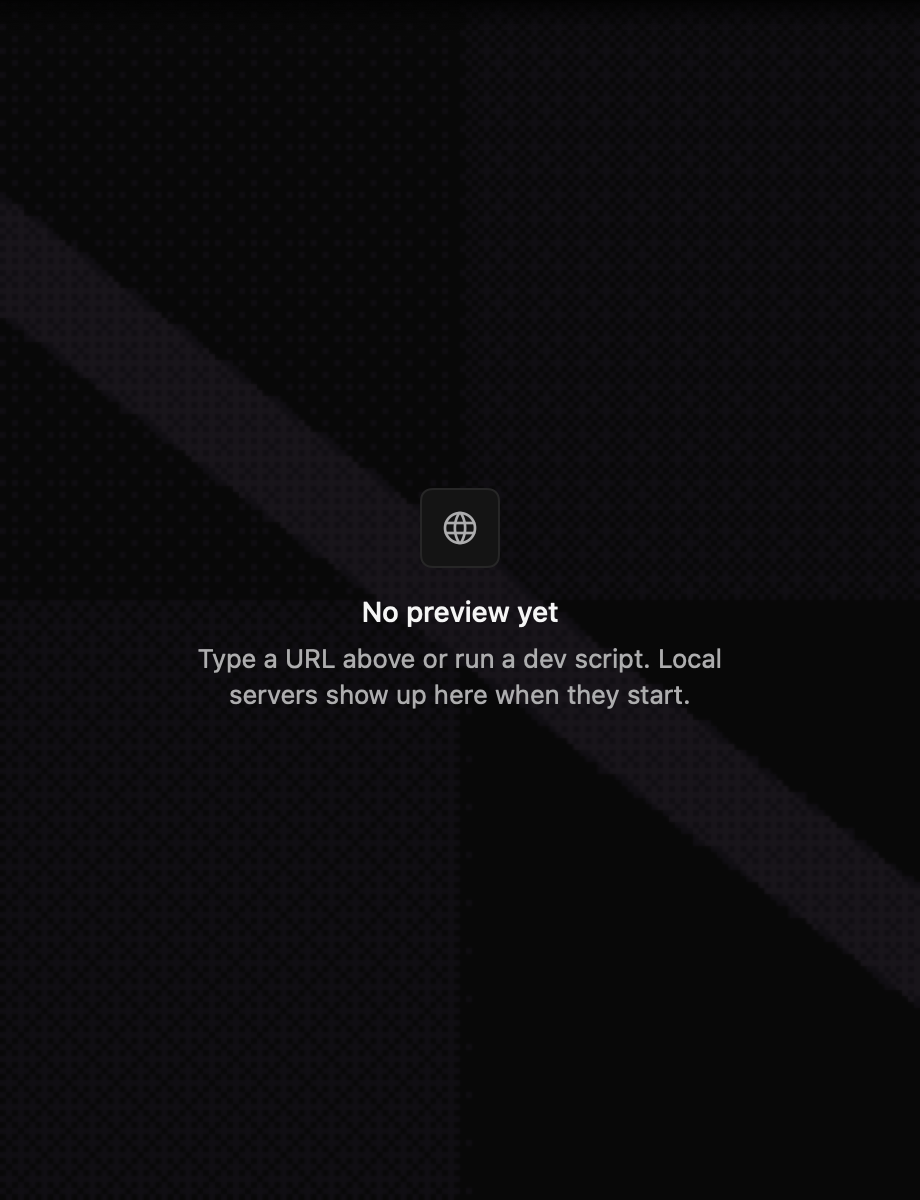 No preview yet
Type a URL above or run a dev script. Local
servers show up here when they start.